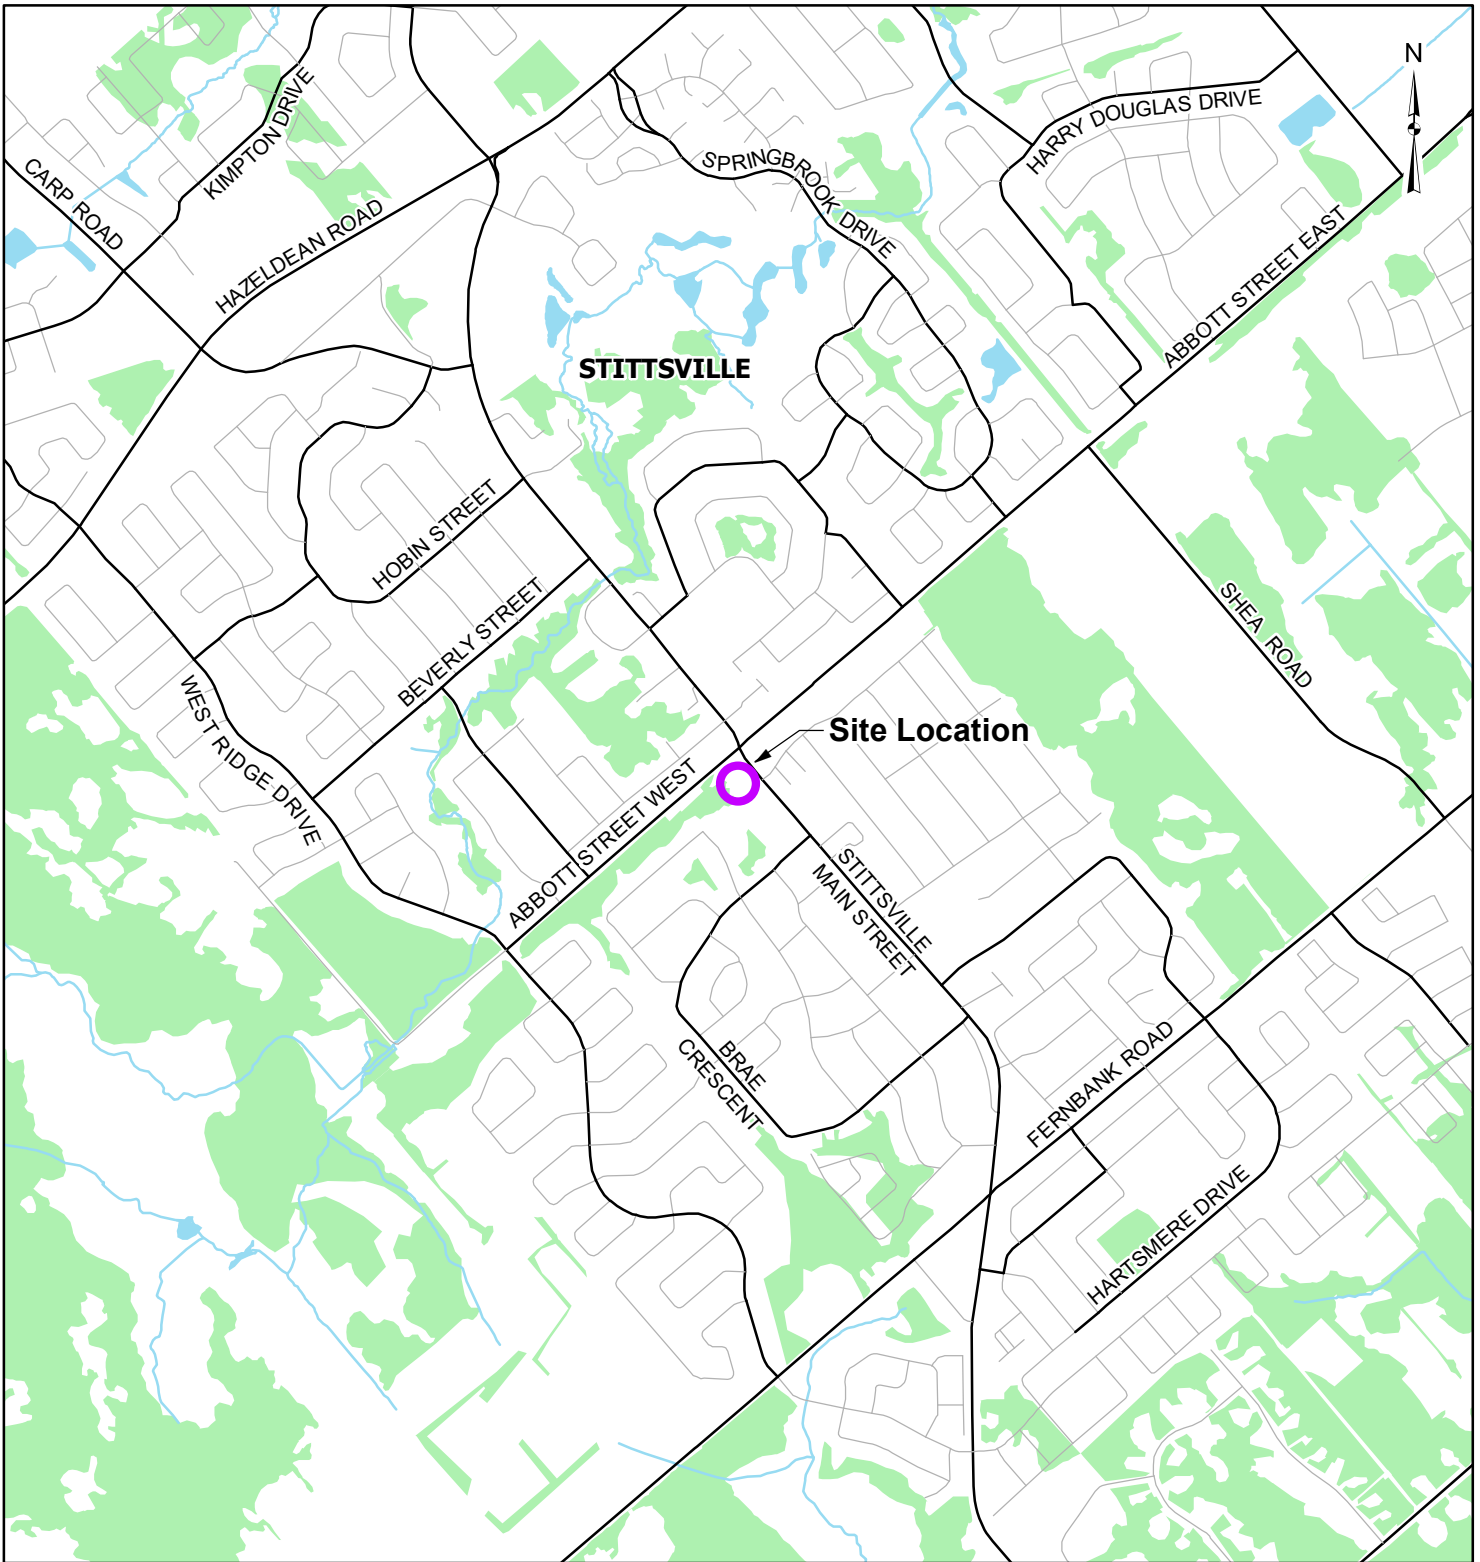 N
KIMPTON DRIVE
HARRY DOUGLAS DRIVE
CARP ROAD
SPRINGBROOK DRIVE
HAZELDEAN ROAD
ABBOTT STREET EAST
STITTSVILLE
HOBIN STREET
BEVERLY STREET
SHEA ROAD
WEST RIDGE DRIVE
Site Location
ABBOTT STREET WEST
STITTSVILLE
MAIN STREET
BRAE
CRESCENT
FERNBANK ROAD
HARTSMERE DRIVE